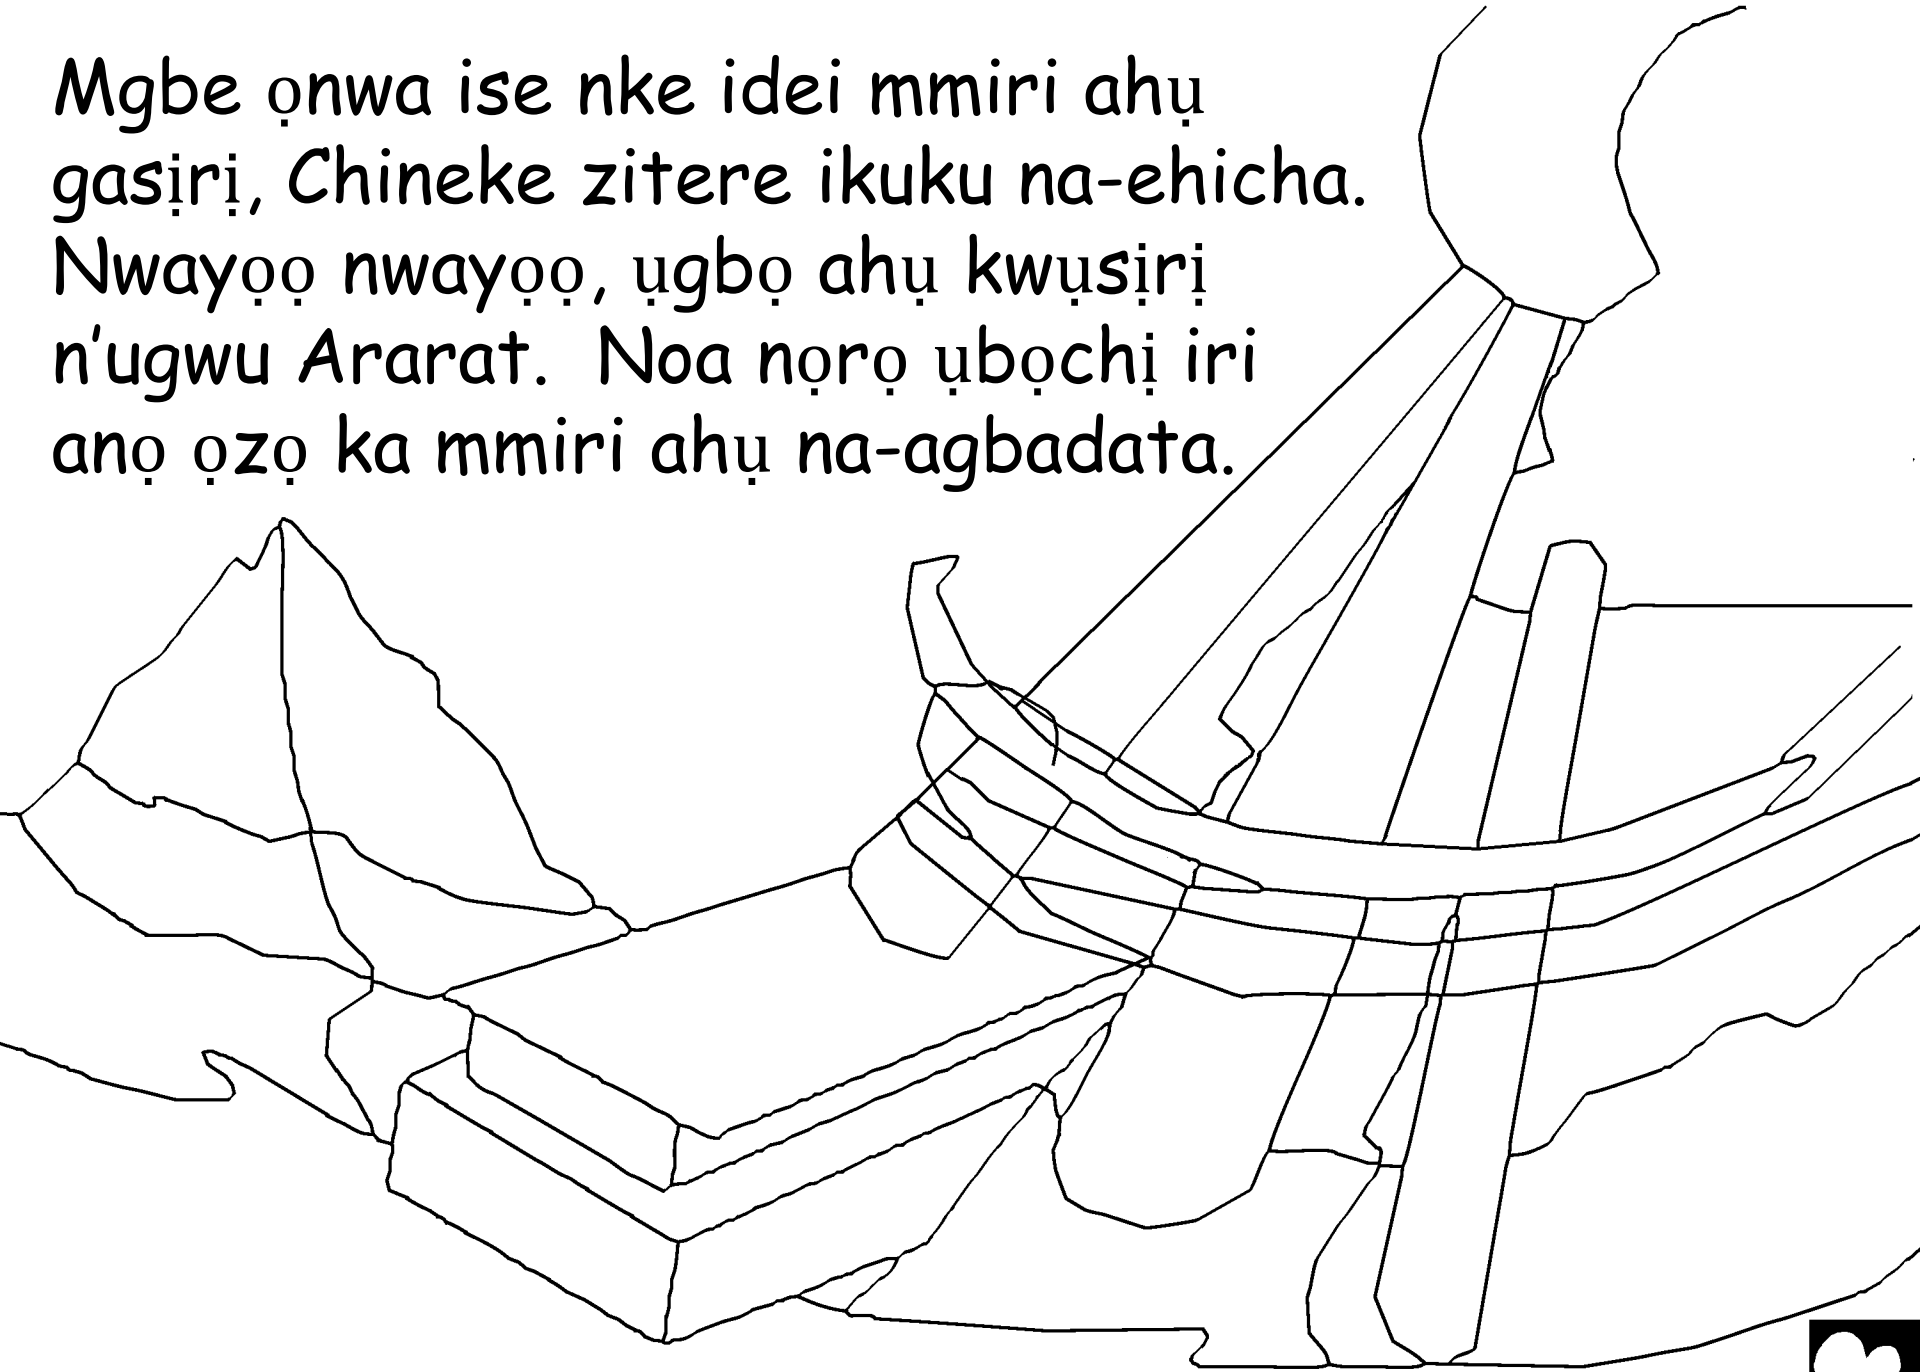 Mgbe ọnwa ise nke idei mmiri ahụ
gasịrị, Chineke zitere ikuku na-ehicha.
Nwayọọ nwayọọ, ụgbọ ahụ kwụsịrị
n'ugwu Ararat.  Noa nọrọ ụbọchị iri
anọ ọzọ ka mmiri ahụ na-agbadata.